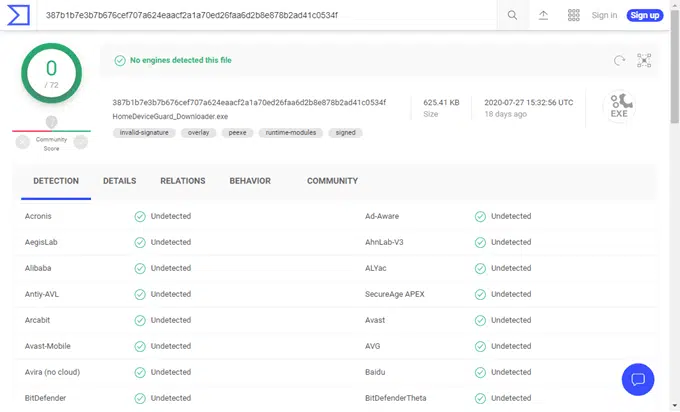 387b1b7e3b7b676cef707a624eaacf2a1a70ed26faa6d2b8e878b2ad41c0534f
Sign in
Sign up
0
/ 72
Community
Score
No engines detected this file
387b1b7e3b7b676cef707a624eaacf2a1a70ed26faa6d2b8e878b2ad41c0534f
HomeDeviceGuard_Downloader.exe
invalid-signature overlay peexe runtime-modules signed
625.41 KB
Size
2020-07-27 15:32:56 UTC
18 days ago
EXE
DETECTION DETAILS RELATIONS BEHAVIOR COMMUNITY
Acronis Undetected Ad-Aware Undetected
AegisLab Undetected AhnLab-V3 Undetected
Alibaba Undetected ALYac Undetected
Antiy-AVL Undetected SecureAge APEX Undetected
Arcabit Undetected Avast Undetected
Avast-Mobile Undetected AVG Undetected
Avira (no cloud) Undetected Baidu Undetected
BitDefender Undetected BitDefenderTheta Undetected